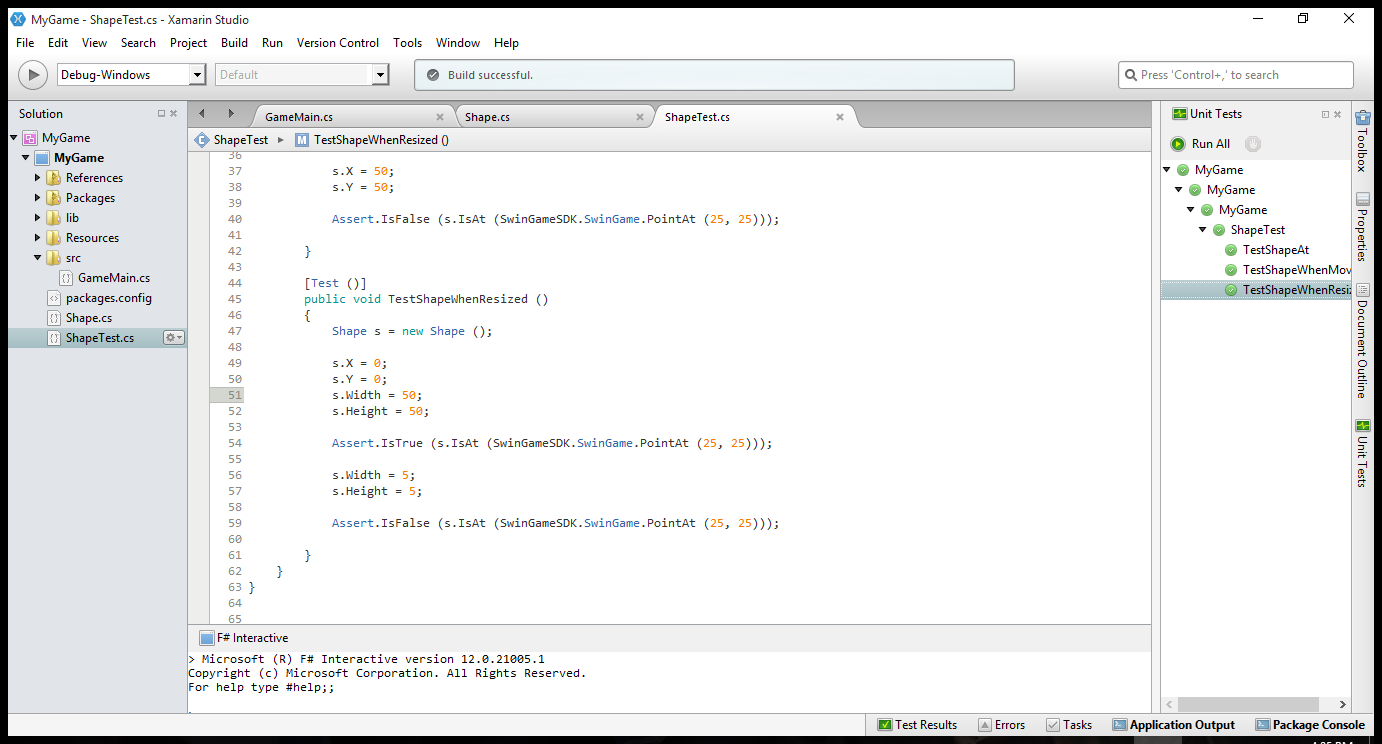 MyGame - ShapeTest.cs - Xamarin Studio
File Edit View Search Project Build Run Version Control Tools Window Help
Debug-Windows
Default
Build successful.
Press 'Control+,' to search
Solution
MyGame
MyGame
References
Packages
lib
Resources
src
GameMain.cs
packages.config
Shape.cs
ShapeTest.cs
GameMain.cs
Shape.cs
ShapeTest.cs
ShapeTest
TestShapeWhenResized ()
36
37 s.X = 50;
38 s.Y = 50;
39
40 Assert.IsFalse (s.IsAt (SwinGameSDK.SwinGame.PointAt (25, 25)));
41
42 }
43
44 [Test ()]
45 public void TestShapeWhenResized ()
46 {
47 Shape s = new Shape ();
48
49 s.X = 0;
50 s.Y = 0;
51 s.Width = 50;
52 s.Height = 50;
53
54 Assert.IsTrue (s.IsAt (SwinGameSDK.SwinGame.PointAt (25, 25)));
55
56 s.Width = 5;
57 s.Height = 5;
58
59 Assert.IsFalse (s.IsAt (SwinGameSDK.SwinGame.PointAt (25, 25)));
60
61 }
62 }
63 }
64
65
F# Interactive
> Microsoft (R) F# Interactive version 12.0.21005.1
Copyright (c) Microsoft Corporation. All Rights Reserved.
For help type #help;;
Unit Tests
Run All
MyGame
MyGame
MyGame
ShapeTest
TestShapeAt
TestShapeWhenMov
TestShapeWhenResiz
Toolbox
Properties
Document Outline
Unit Tests
Test Results
Errors
Tasks
Application Output
Package Console